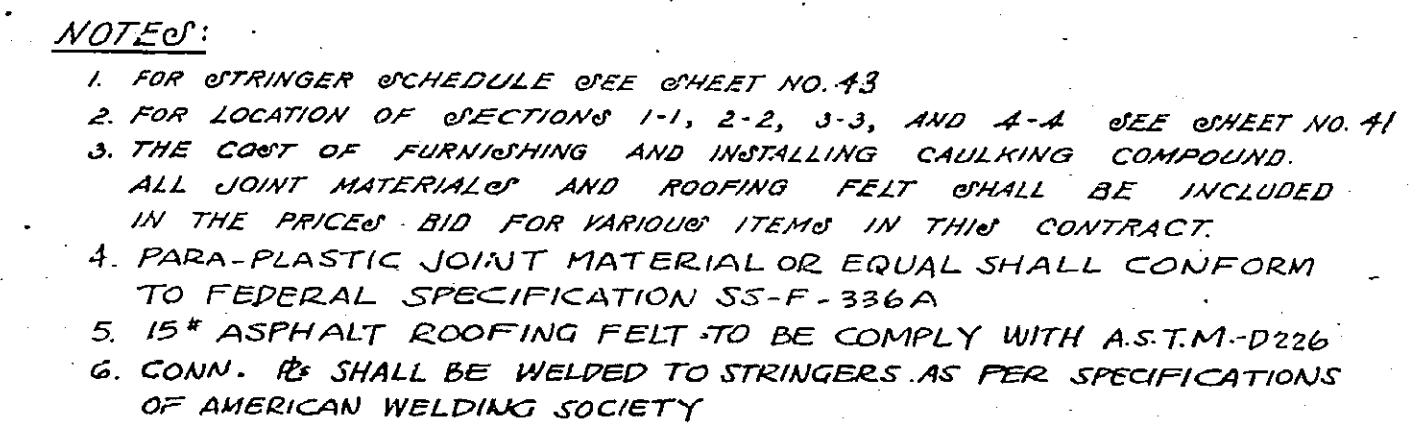 NOTES:
1. FOR STRINGER SCHEDULE SEE SHEET NO. 43
2. FOR LOCATION OF SECTIONS 1-1, 2-2, 3-3, AND 4-4 SEE SHEET NO. 41
3. THE COST OF FURNISHING AND INSTALLING CAULKING COMPOUND.
ALL JOINT MATERIALS AND ROOFING FELT SHALL BE INCLUDED
IN THE PRICES BID FOR VARIOUS ITEMS IN THIS CONTRACT.
4. PARA-PLASTIC JOINT MATERIAL OR EQUAL SHALL CONFORM
TO FEDERAL SPECIFICATION SS-F-336A
5. 15# ASPHALT ROOFING FELT TO BE COMPLY WITH A.S.T.M.-D226
6. CONN. ℞s SHALL BE WELDED TO STRINGERS AS PER SPECIFICATIONS
OF AMERICAN WELDING SOCIETY